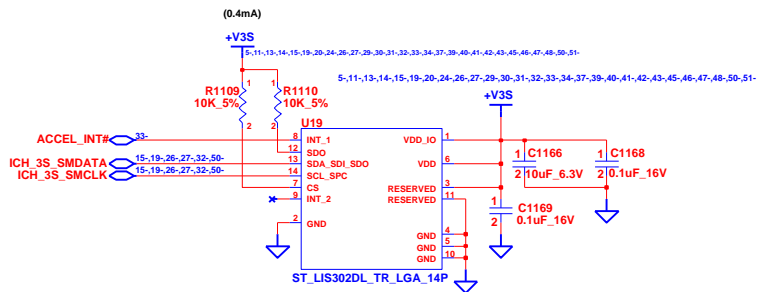 (0.4mA)
+V3S
5-,11-,13-,14-,15-,19-,20-,24-,26-,27-,29-,30-,31-,32-,33-,34-,37-,39-,40-,41-,42-,43-,45-,46-,47-,48-,50-,51-
5-,11-,13-,14-,15-,19-,20-,24-,26-,27-,29-,30-,31-,32-,33-,34-,37-,39-,40-,41-,42-,43-,45-,46-,47-,48-,50-,51-
+V3S
R1109 1
10K_5%
2
1 R1110
10K_5%
2
U19
ACCEL_INT# 33- 8 INT_1 VDD_IO 1
12 SDO
ICH_3S_SMDATA 15-,19-,26-,27-,32-,50- 13 SDA_SDI_SDO VDD 6
ICH_3S_SMCLK 15-,19-,26-,27-,32-,50- 14 SCL_SPC
7 CS RESERVED 3
9 INT_2 RESERVED 11
2 GND
GND 4
GND 5
GND 10
1 C1166
2 10uF_6.3V
1 C1168
2 0.1uF_16V
1 C1169
2 0.1uF_16V
ST_LIS302DL_TR_LGA_14P